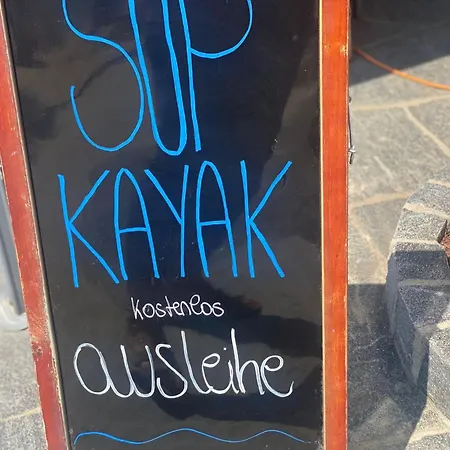 SUP
KAYAK
kostenlos
ausleihe